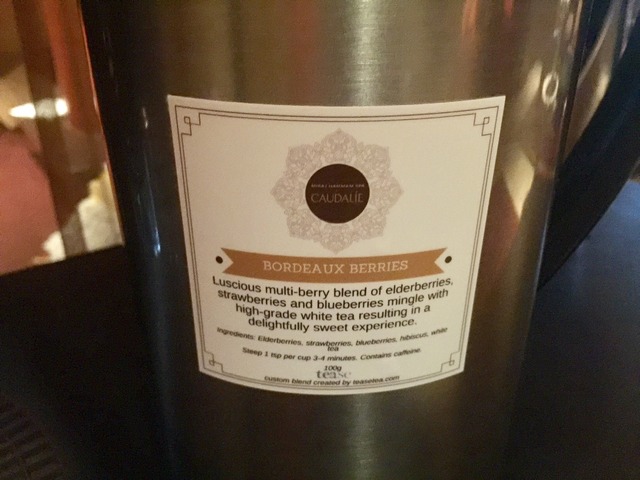 CAUDALÍE
BORDEAUX BERRIES
Luscious multi-berry blend of elderberries,
strawberries and blueberries mingle with
high-grade white tea resulting in a
delightfully sweet experience.
Ingredients: Elderberries, strawberries, blueberries, hibiscus, white
tea
Steep 1 tsp per cup 3-4 minutes. Contains caffeine.
100g
tease
custom blend created by teasetea.com